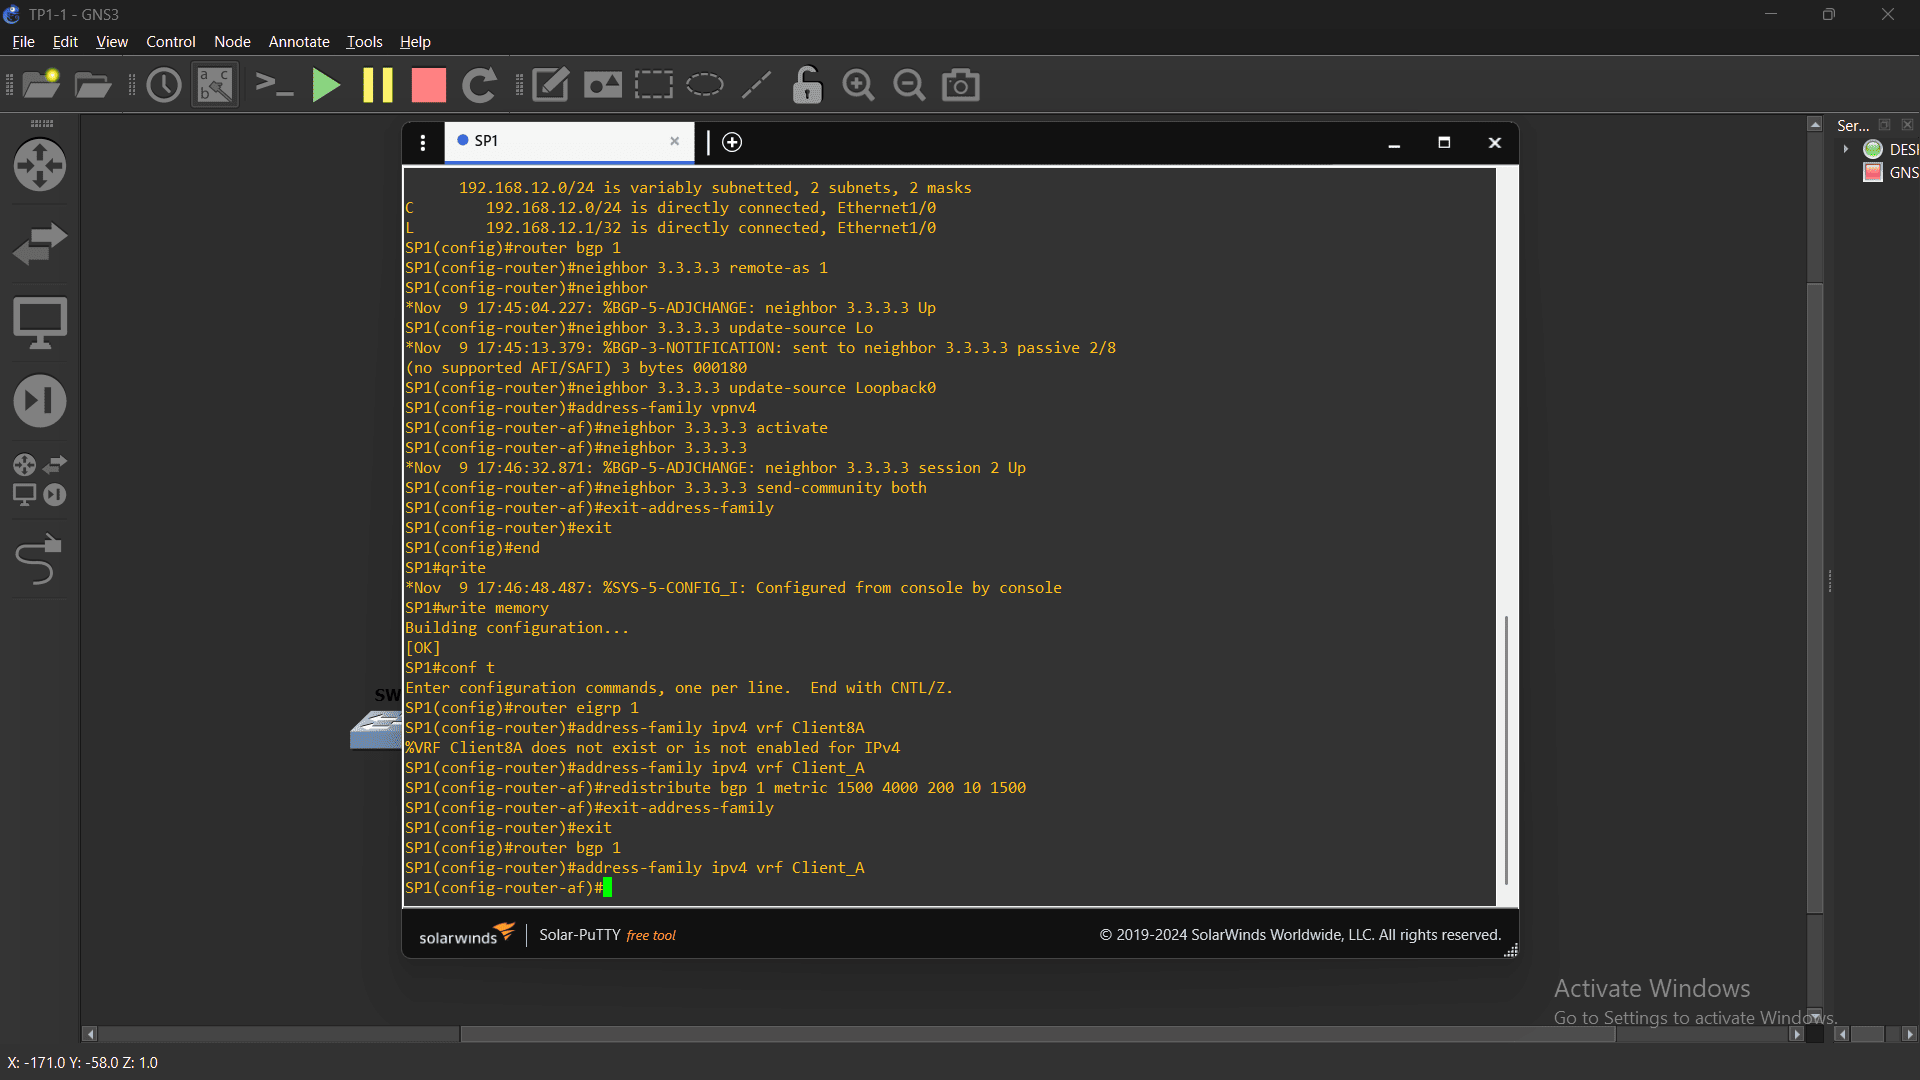 TP1-1 - GNS3
File Edit View Control Node Annotate Tools Help
SP1
Ser...
DESI
GNS
192.168.12.0/24 is variably subnetted, 2 subnets, 2 masks
C 192.168.12.0/24 is directly connected, Ethernet1/0
L 192.168.12.1/32 is directly connected, Ethernet1/0
SP1(config)#router bgp 1
SP1(config-router)#neighbor 3.3.3.3 remote-as 1
SP1(config-router)#neighbor
*Nov 9 17:45:04.227: %BGP-5-ADJCHANGE: neighbor 3.3.3.3 Up
SP1(config-router)#neighbor 3.3.3.3 update-source Lo
*Nov 9 17:45:13.379: %BGP-3-NOTIFICATION: sent to neighbor 3.3.3.3 passive 2/8
(no supported AFI/SAFI) 3 bytes 000180
SP1(config-router)#neighbor 3.3.3.3 update-source Loopback0
SP1(config-router)#address-family vpnv4
SP1(config-router-af)#neighbor 3.3.3.3 activate
SP1(config-router-af)#neighbor 3.3.3.3
*Nov 9 17:46:32.871: %BGP-5-ADJCHANGE: neighbor 3.3.3.3 session 2 Up
SP1(config-router-af)#neighbor 3.3.3.3 send-community both
SP1(config-router-af)#exit-address-family
SP1(config-router)#exit
SP1(config)#end
SP1#qrite
*Nov 9 17:46:48.487: %SYS-5-CONFIG_I: Configured from console by console
SP1#write memory
Building configuration...
[OK]
SP1#conf t
Enter configuration commands, one per line. End with CNTL/Z.
SP1(config)#router eigrp 1
SP1(config-router)#address-family ipv4 vrf Client8A
%VRF Client8A does not exist or is not enabled for IPv4
SP1(config-router)#address-family ipv4 vrf Client_A
SP1(config-router-af)#redistribute bgp 1 metric 1500 4000 200 10 1500
SP1(config-router-af)#exit-address-family
SP1(config-router)#exit
SP1(config)#router bgp 1
SP1(config-router)#address-family ipv4 vrf Client_A
SP1(config-router-af)#
SW
solarwinds Solar-PuTTY free tool
© 2019-2024 SolarWinds Worldwide, LLC. All rights reserved.
Activate Windows
Go to Settings to activate Windows.
X: -171.0 Y: -58.0 Z: 1.0